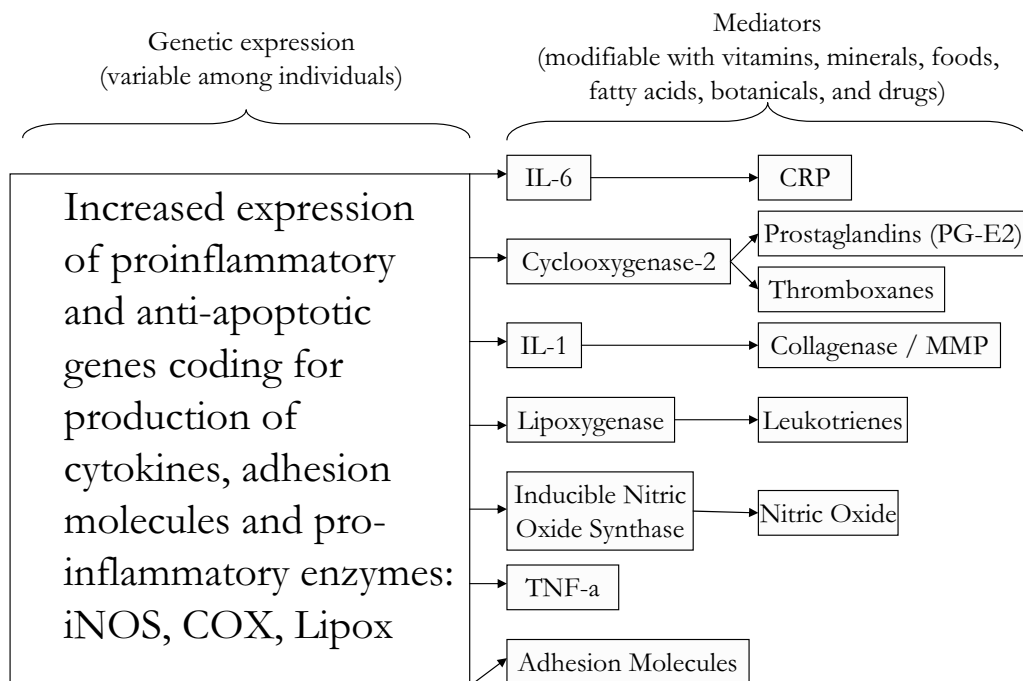 Genetic expression
(variable among individuals)
Mediators
(modifiable with vitamins, minerals, foods,
fatty acids, botanicals, and drugs)
Increased expression
of proinflammatory
and anti-apoptotic
genes coding for
production of
cytokines, adhesion
molecules and pro-
inflammatory enzymes:
iNOS, COX, Lipox
IL-6
CRP
Cyclooxygenase-2
Prostaglandins (PG-E2)
Thromboxanes
IL-1
Collagenase / MMP
Lipoxygenase
Leukotrienes
Inducible Nitric
Oxide Synthase
Nitric Oxide
TNF-a
Adhesion Molecules